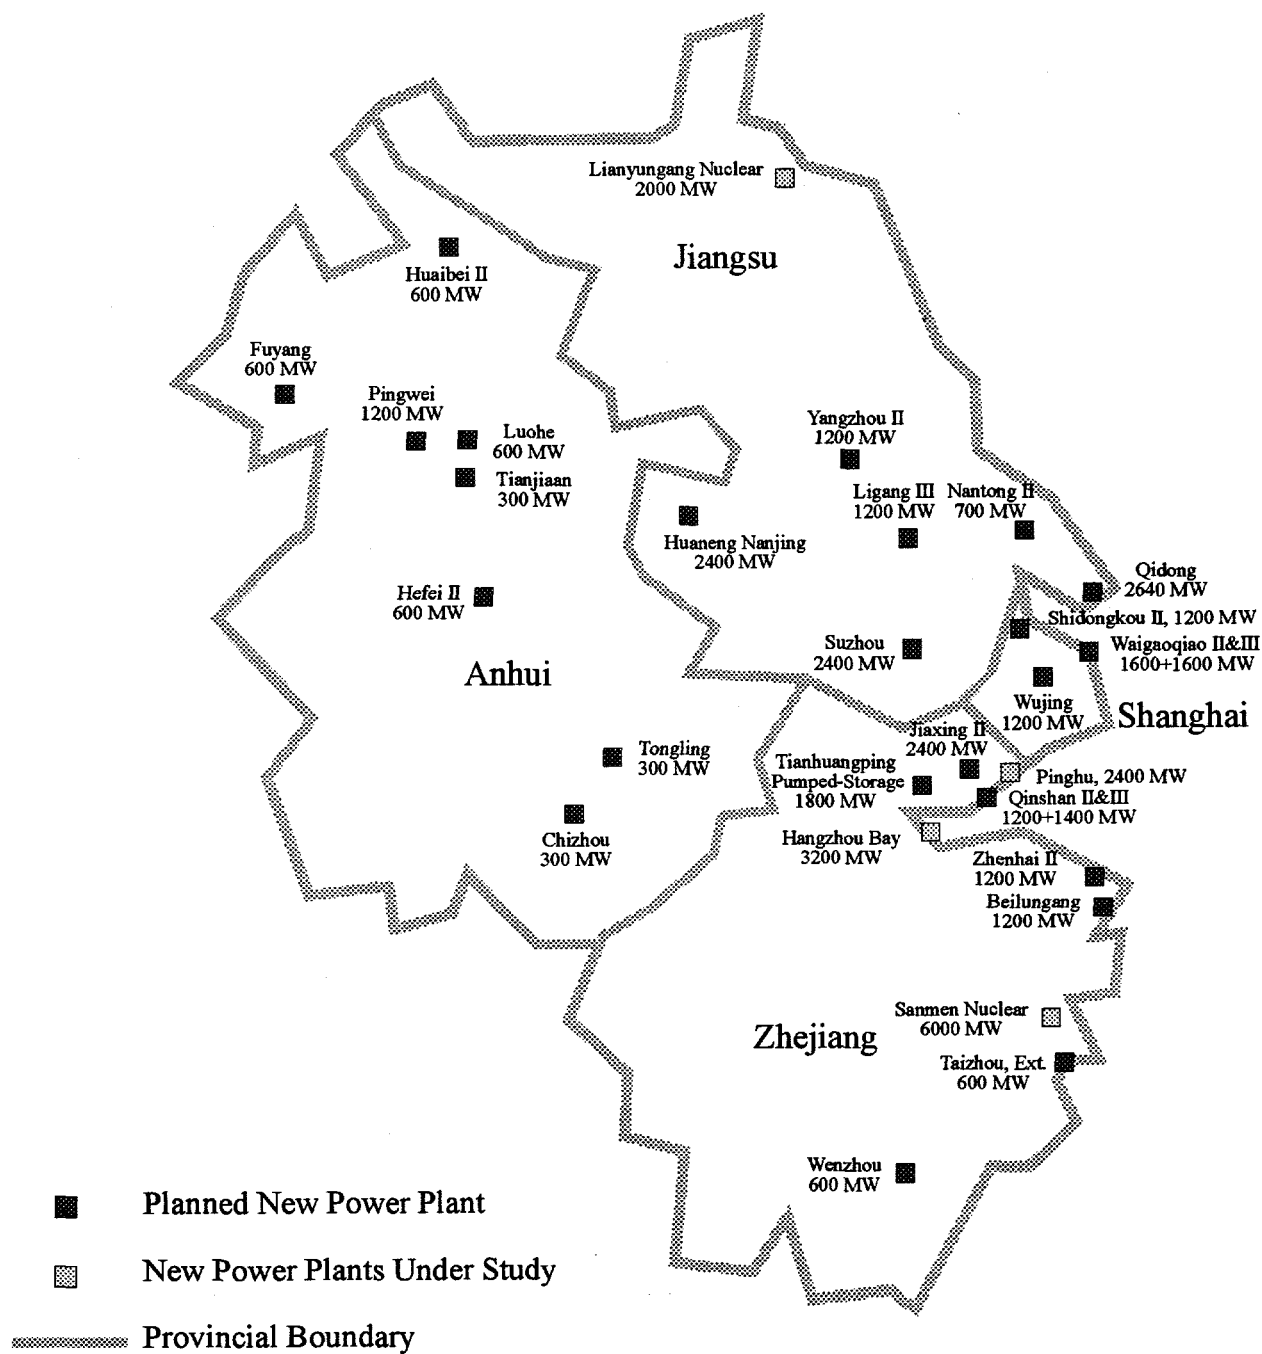 Lianyungang Nuclear
2000 MW
Jiangsu
Huaibei II
600 MW
Fuyang
600 MW
Pingwei
1200 MW
Luohe
600 MW
Tianjiaan
300 MW
Yangzhou II
1200 MW
Ligang III
1200 MW
Nantong II
700 MW
Huaneng Nanjing
2400 MW
Qidong
2640 MW
Hefei II
600 MW
Shidongkou II, 1200 MW
Suzhou
2400 MW
Waigaoqiao II&III
1600+1600 MW
Anhui
Wujing
1200 MW
Shanghai
Jiaxing II
2400 MW
Tongling
300 MW
Tianhuangping
Pumped-Storage
1800 MW
Pinghu, 2400 MW
Qinshan II&III
1200+1400 MW
Chizhou
300 MW
Hangzhou Bay
3200 MW
Zhenhai II
1200 MW
Beilungang
1200 MW
Sanmen Nuclear
6000 MW
Zhejiang
Taizhou, Ext.
600 MW
Wenzhou
600 MW
Planned New Power Plant
New Power Plants Under Study
Provincial Boundary